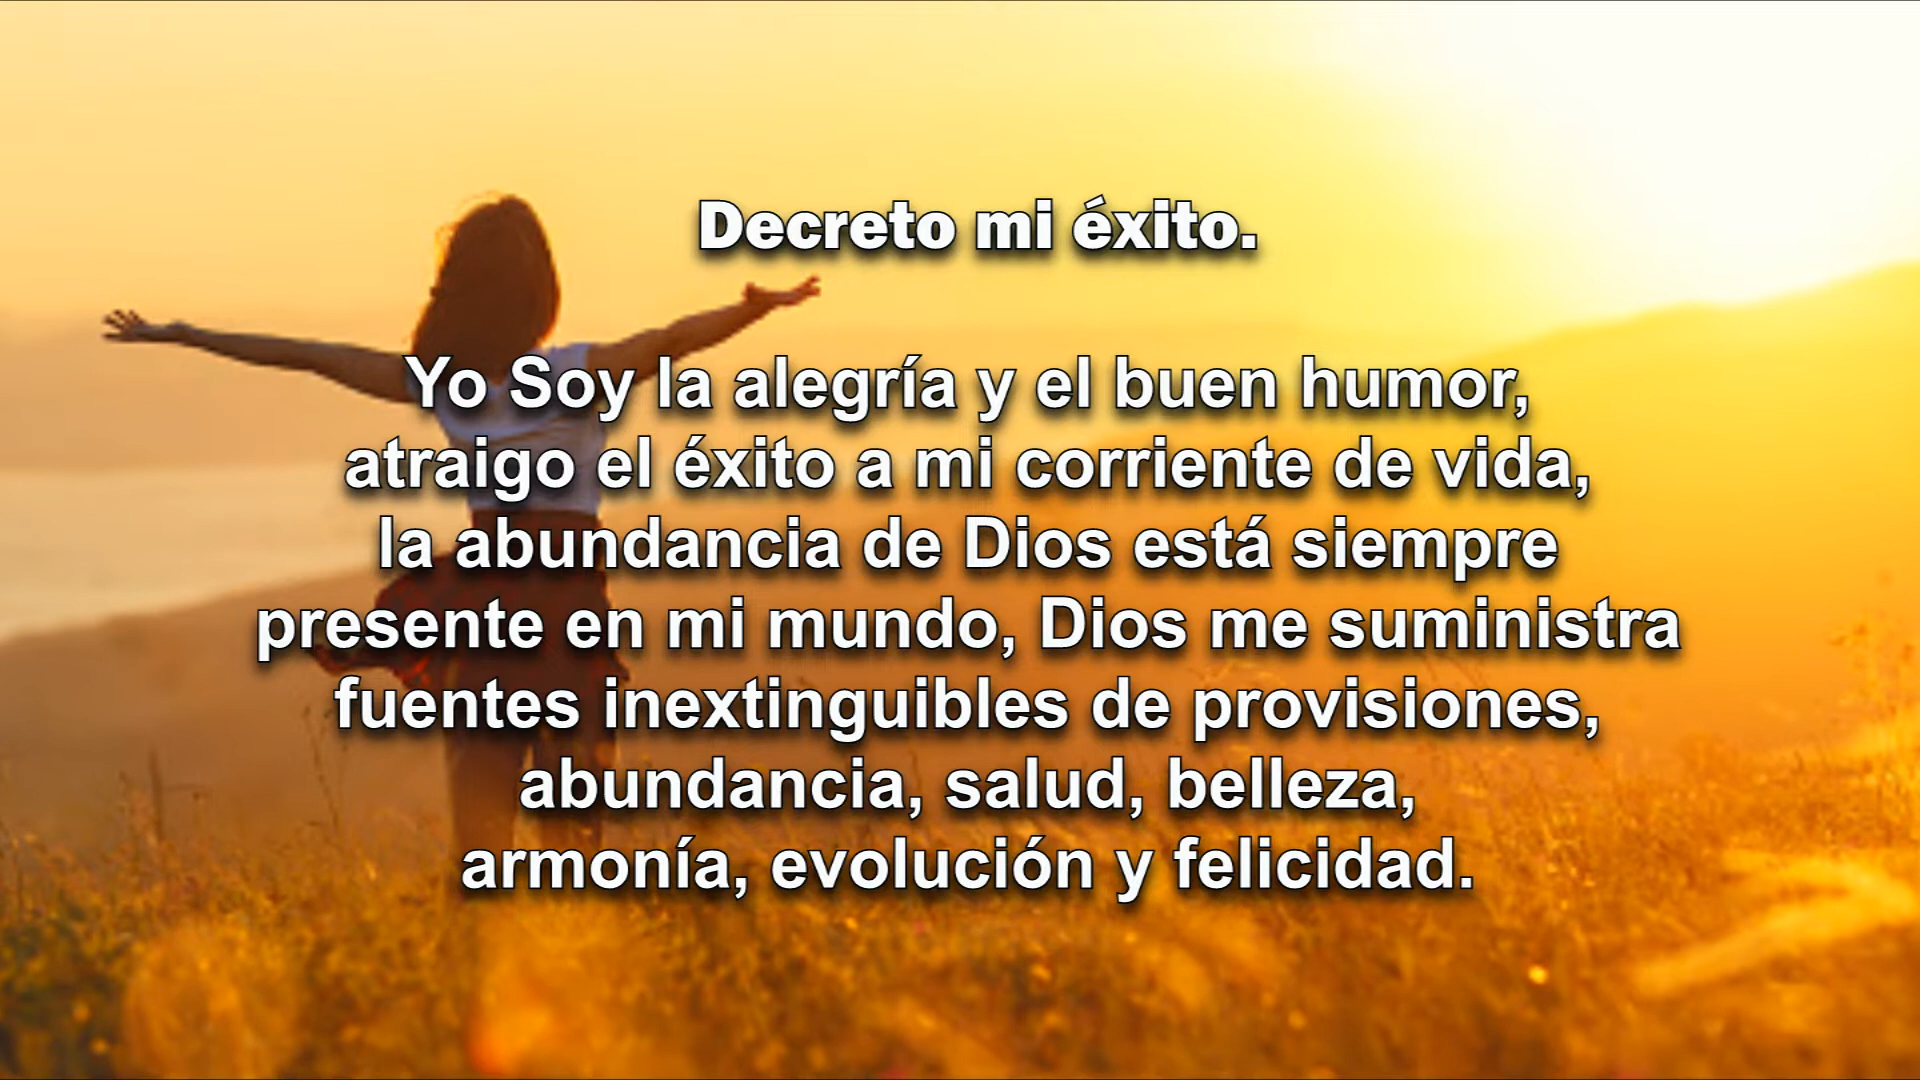 Decreto mi éxito.
Yo Soy la alegría y el buen humor,
atraigo el éxito a mi corriente de vida,
la abundancia de Dios está siempre
presente en mi mundo, Dios me suministra
fuentes inextinguibles de provisiones,
abundancia, salud, belleza,
armonía, evolución y felicidad.